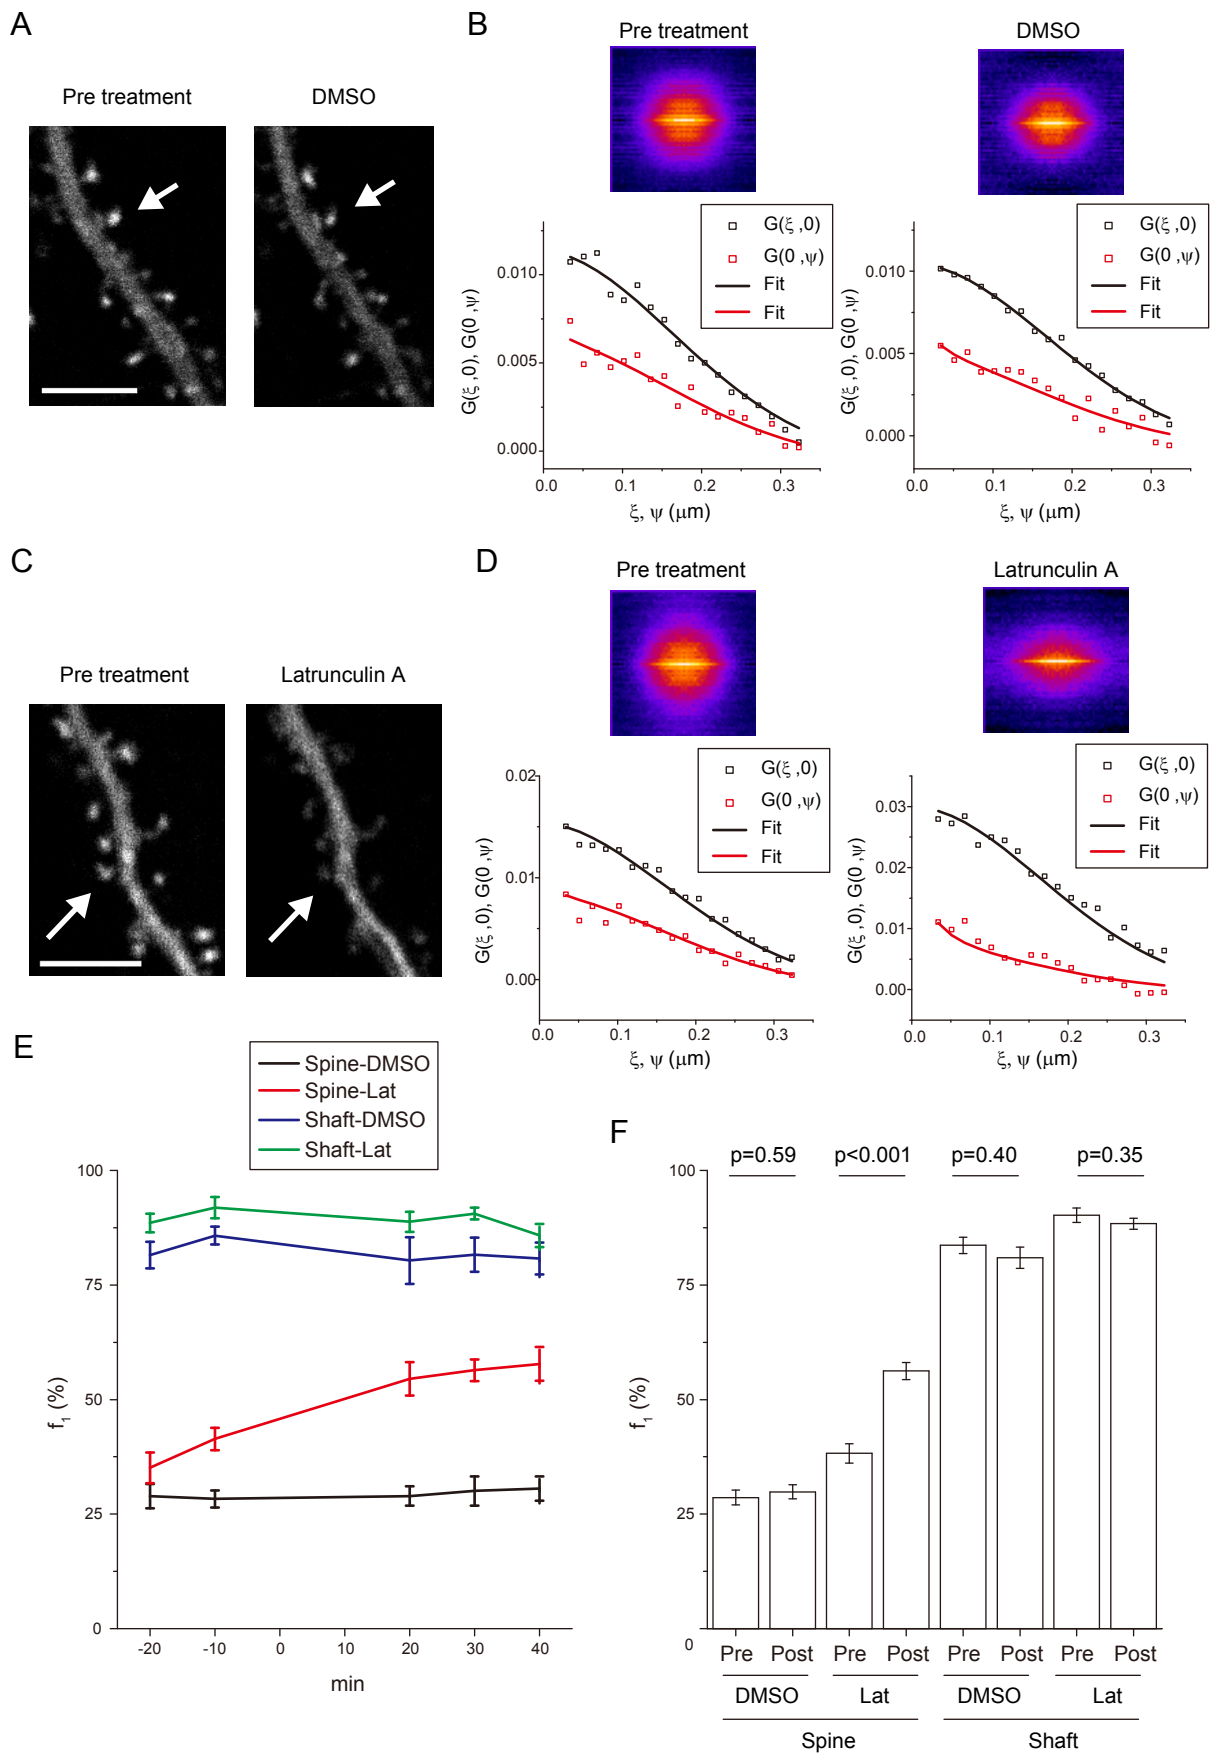 A
Pre treatment
DMSO
B
Pre treatment
DMSO
G(ξ,0)
G(0,ψ)
Fit
Fit
G(ξ,0), G(0,ψ)
0.010
0.005
0.000
0.0 0.1 0.2 0.3
ξ, ψ (μm)
G(ξ,0)
G(0,ψ)
Fit
Fit
G(ξ,0), G(0,ψ)
0.010
0.005
0.000
0.0 0.1 0.2 0.3
ξ, ψ (μm)
C
Pre treatment
Latrunculin A
D
Pre treatment
Latrunculin A
G(ξ,0)
G(0,ψ)
Fit
Fit
G(ξ,0), G(0,ψ)
0.02
0.01
0.00
0.0 0.1 0.2 0.3
ξ, ψ (μm)
G(ξ,0)
G(0,ψ)
Fit
Fit
G(ξ,0), G(0,ψ)
0.03
0.02
0.01
0.00
0.0 0.1 0.2 0.3
ξ, ψ (μm)
E
Spine-DMSO
Spine-Lat
Shaft-DMSO
Shaft-Lat
f1 (%)
100
75
50
25
0
-20 -10 0 10 20 30 40
min
F
p=0.59 p<0.001 p=0.40 p=0.35
f1 (%)
100
75
50
25
0
Pre Post Pre Post Pre Post Pre Post
DMSO Lat DMSO Lat
Spine Shaft